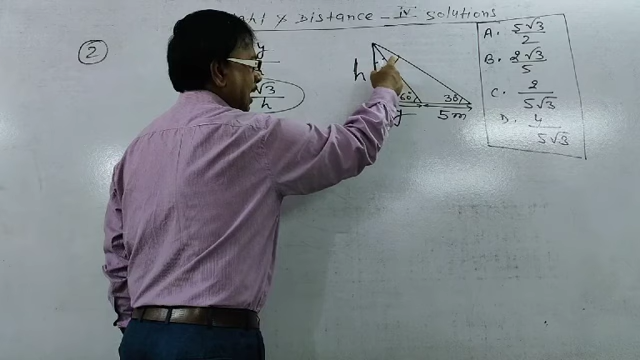 ght & Distance - IV solutions
2
y
√3
h
h
60°
30°
y
5m
A. 5√3/2
B. 2√3/5
C. 2/5√3
D. 4/5√3